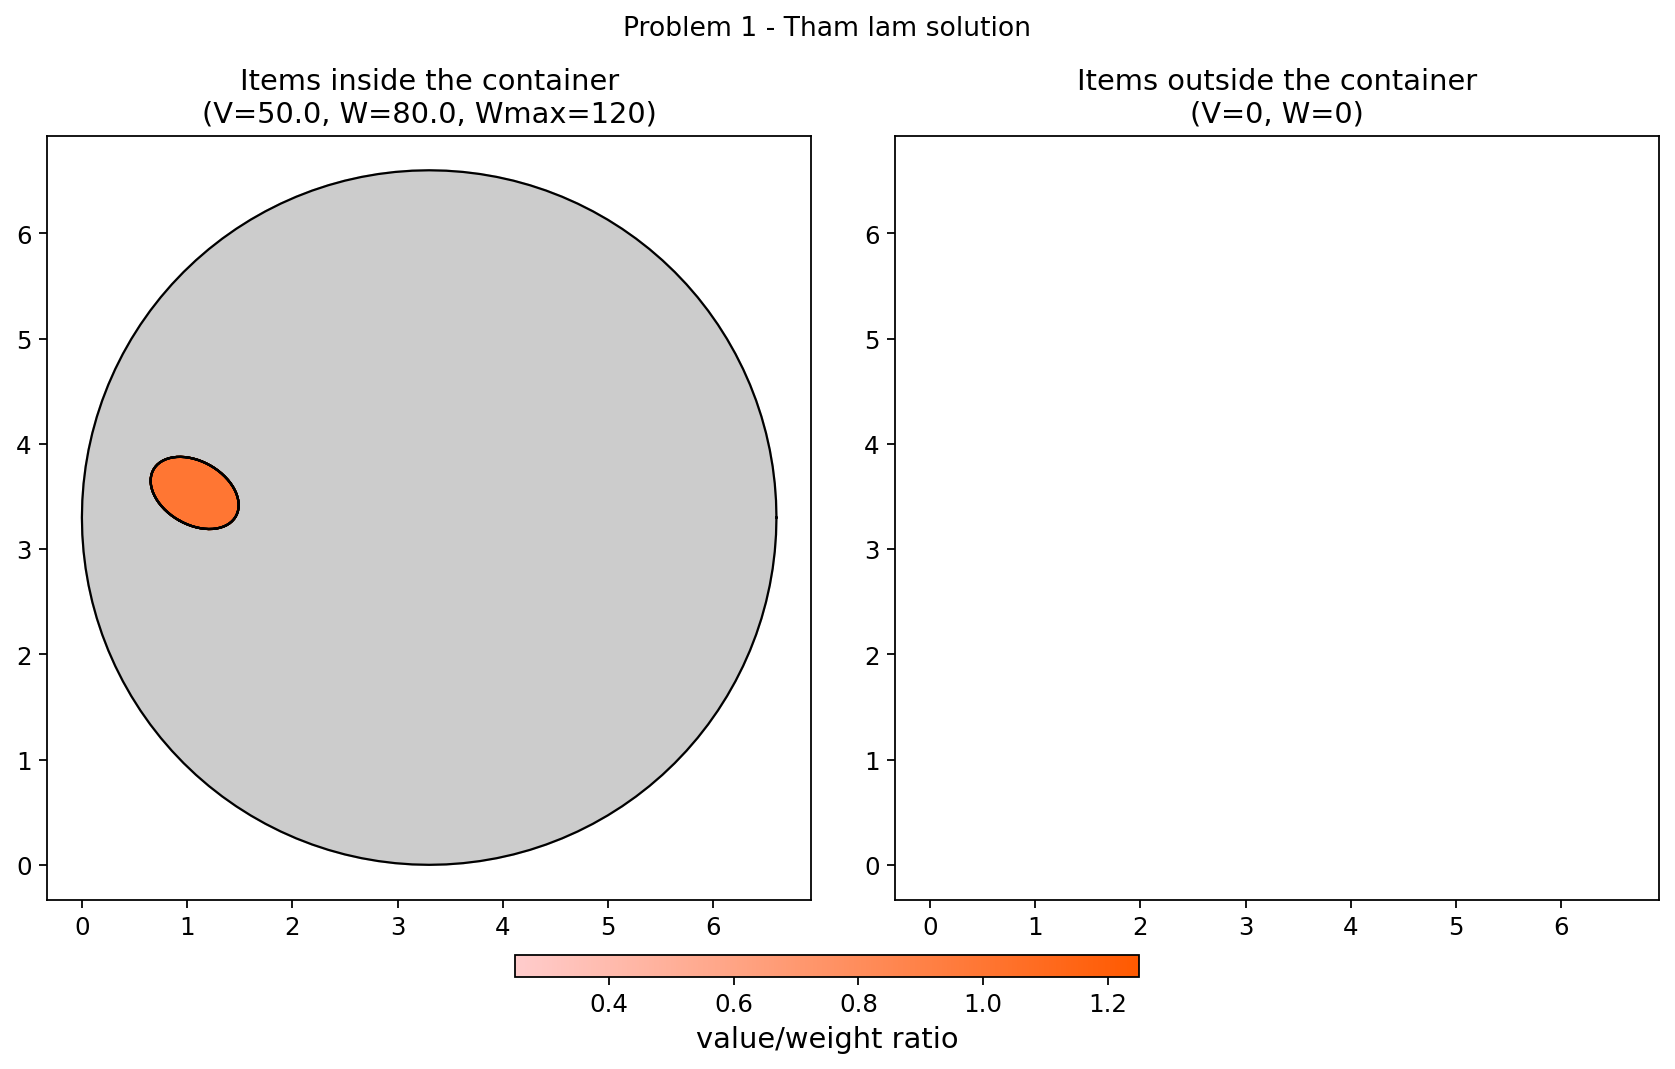 Problem 1 - Tham lam solution
Items inside the container
(V=50.0, W=80.0, Wmax=120)
6
5
4
3
2
1
0
0 1 2 3 4 5 6
Items outside the container
(V=0, W=0)
6
5
4
3
2
1
0
0 1 2 3 4 5 6
0.4 0.6 0.8 1.0 1.2
value/weight ratio